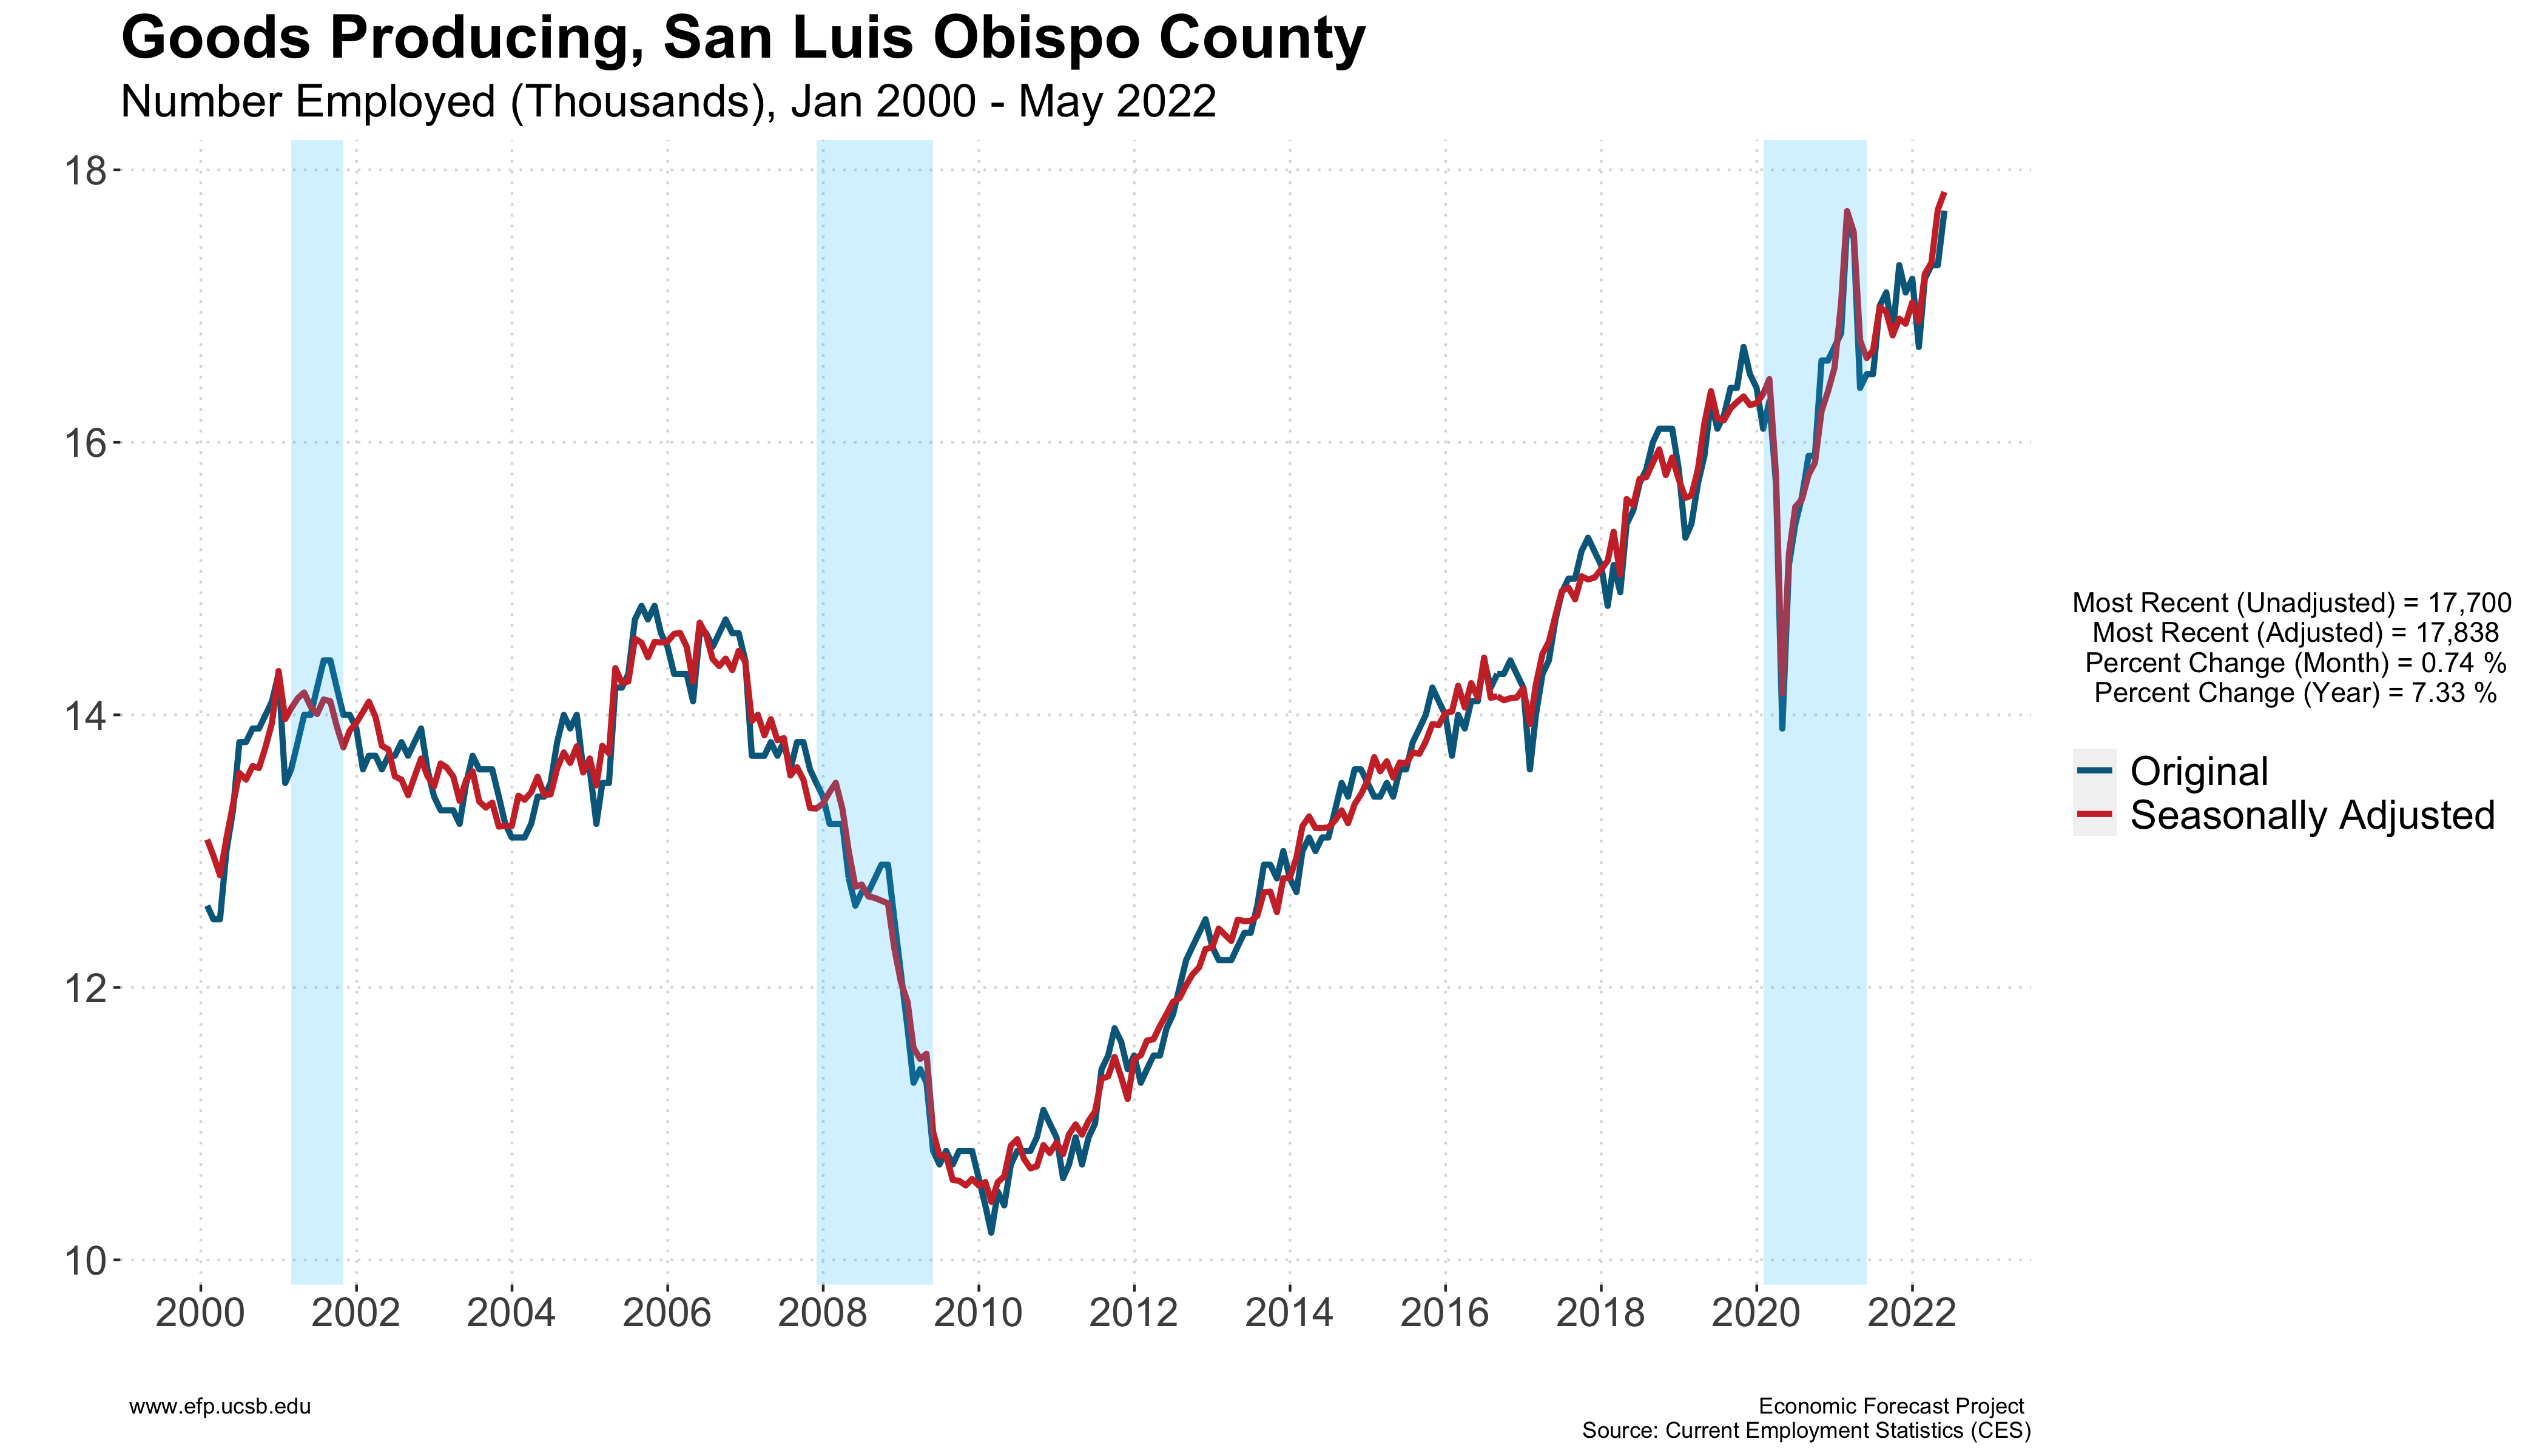 Goods Producing, San Luis Obispo County
Number Employed (Thousands), Jan 2000 - May 2022
18
16
14
12
10
2000 2002 2004 2006 2008 2010 2012 2014 2016 2018 2020 2022
Most Recent (Unadjusted) = 17,700
Most Recent (Adjusted) = 17,838
Percent Change (Month) = 0.74 %
Percent Change (Year) = 7.33 %
Original
Seasonally Adjusted
www.efp.ucsb.edu
Economic Forecast Project
Source: Current Employment Statistics (CES)